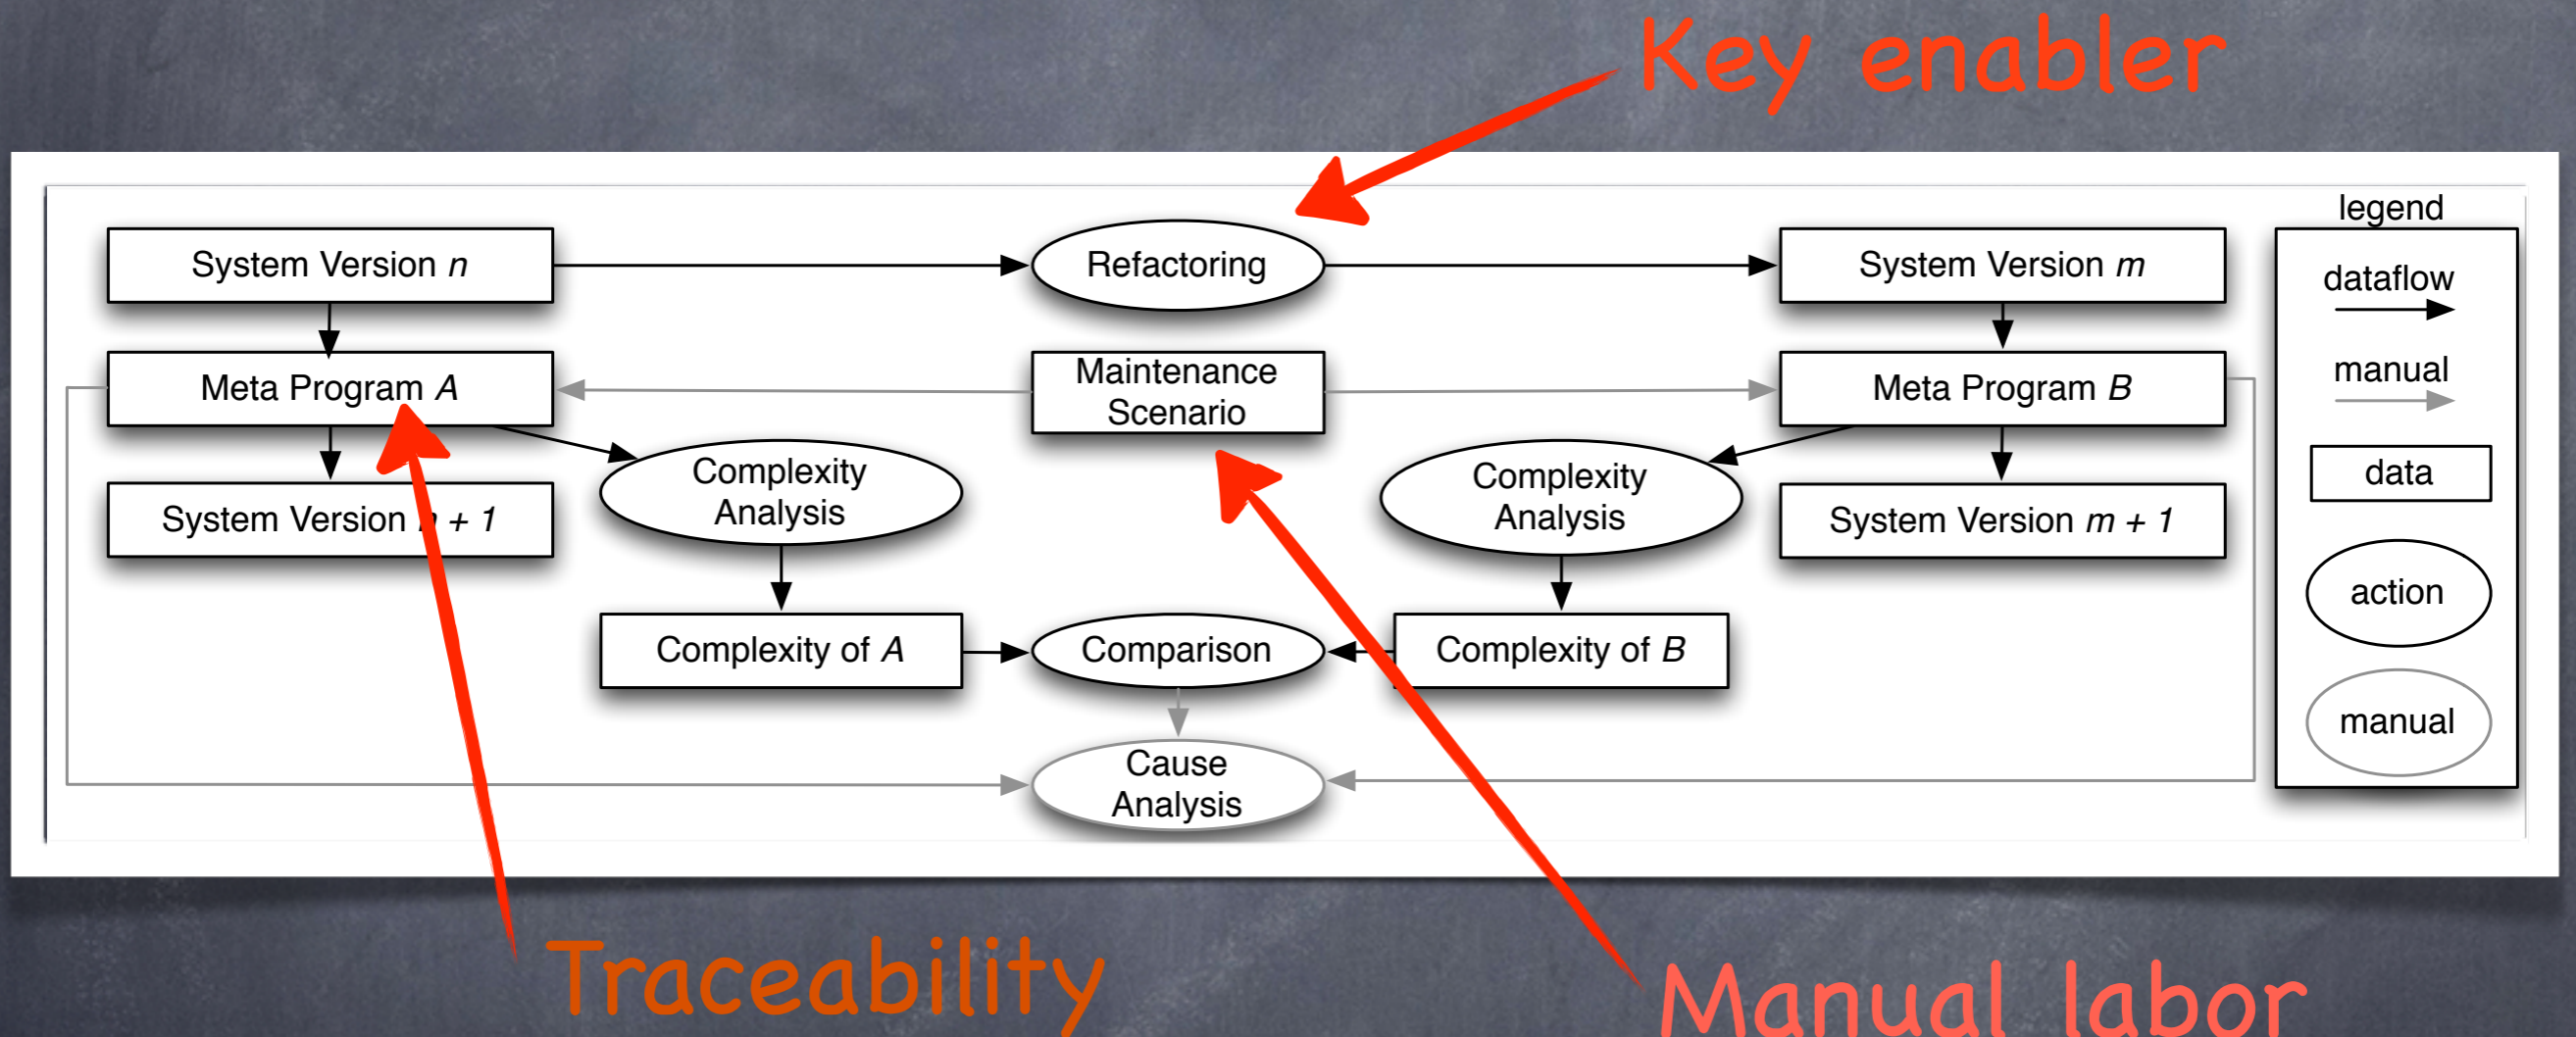 Key enabler
legend
System Version n
Refactoring
System Version m
dataflow
Meta Program A
Maintenance
Scenario
Meta Program B
manual
Complexity
Analysis
Complexity
Analysis
data
System Version n + 1
System Version m + 1
action
Complexity of A
Comparison
Complexity of B
manual
Cause
Analysis
Traceability
Manual labor